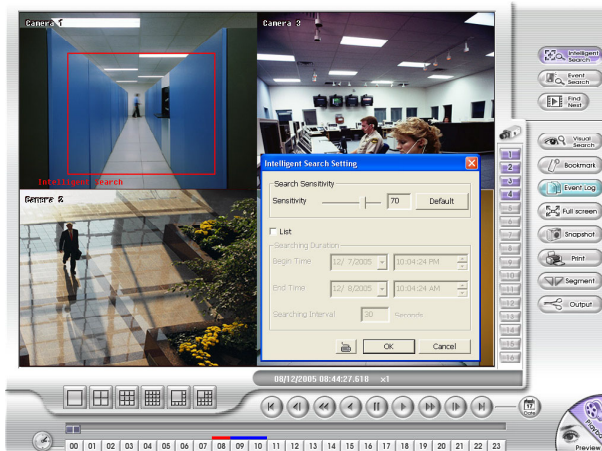 Camera 1
Intelligent Search
Camera 3
Camera 2
Intelligent Search Setting
Search Sensitivity
Sensitivity
70
Default
List
Searching Duration
Begin Time
12/ 7/2005
10:04:24 PM
End Time
12/ 8/2005
10:04:24 AM
Searching Interval
30
Seconds
OK
Cancel
08/12/2005 08:44:27.610 x1
1
2
3
4
5
6
7
8
9
10
11
12
13
14
15
16
Intelligent Search
Event Search
Find Next
Visual Search
Bookmark
Event Log
Full screen
Snapshot
Print
Segment
Output
17
Date
Playback
Preview
00 01 02 03 04 05 06 07 08 09 10 11 12 13 14 15 16 17 18 19 20 21 22 23